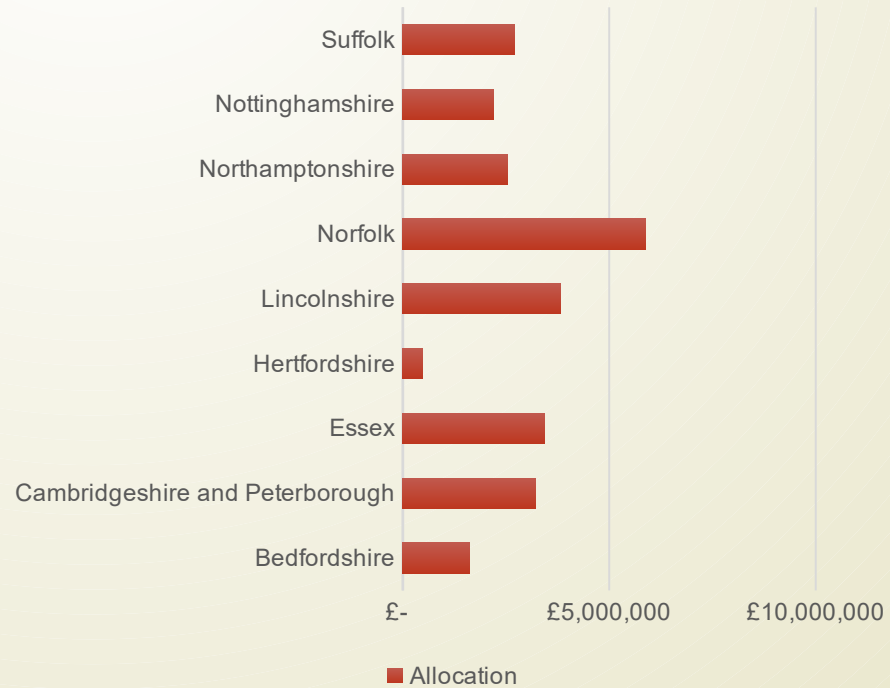 Suffolk
Nottinghamshire
Northamptonshire
Norfolk
Lincolnshire
Hertfordshire
Essex
Cambridgeshire and Peterborough
Bedfordshire
£- £5,000,000 £10,000,000
Allocation